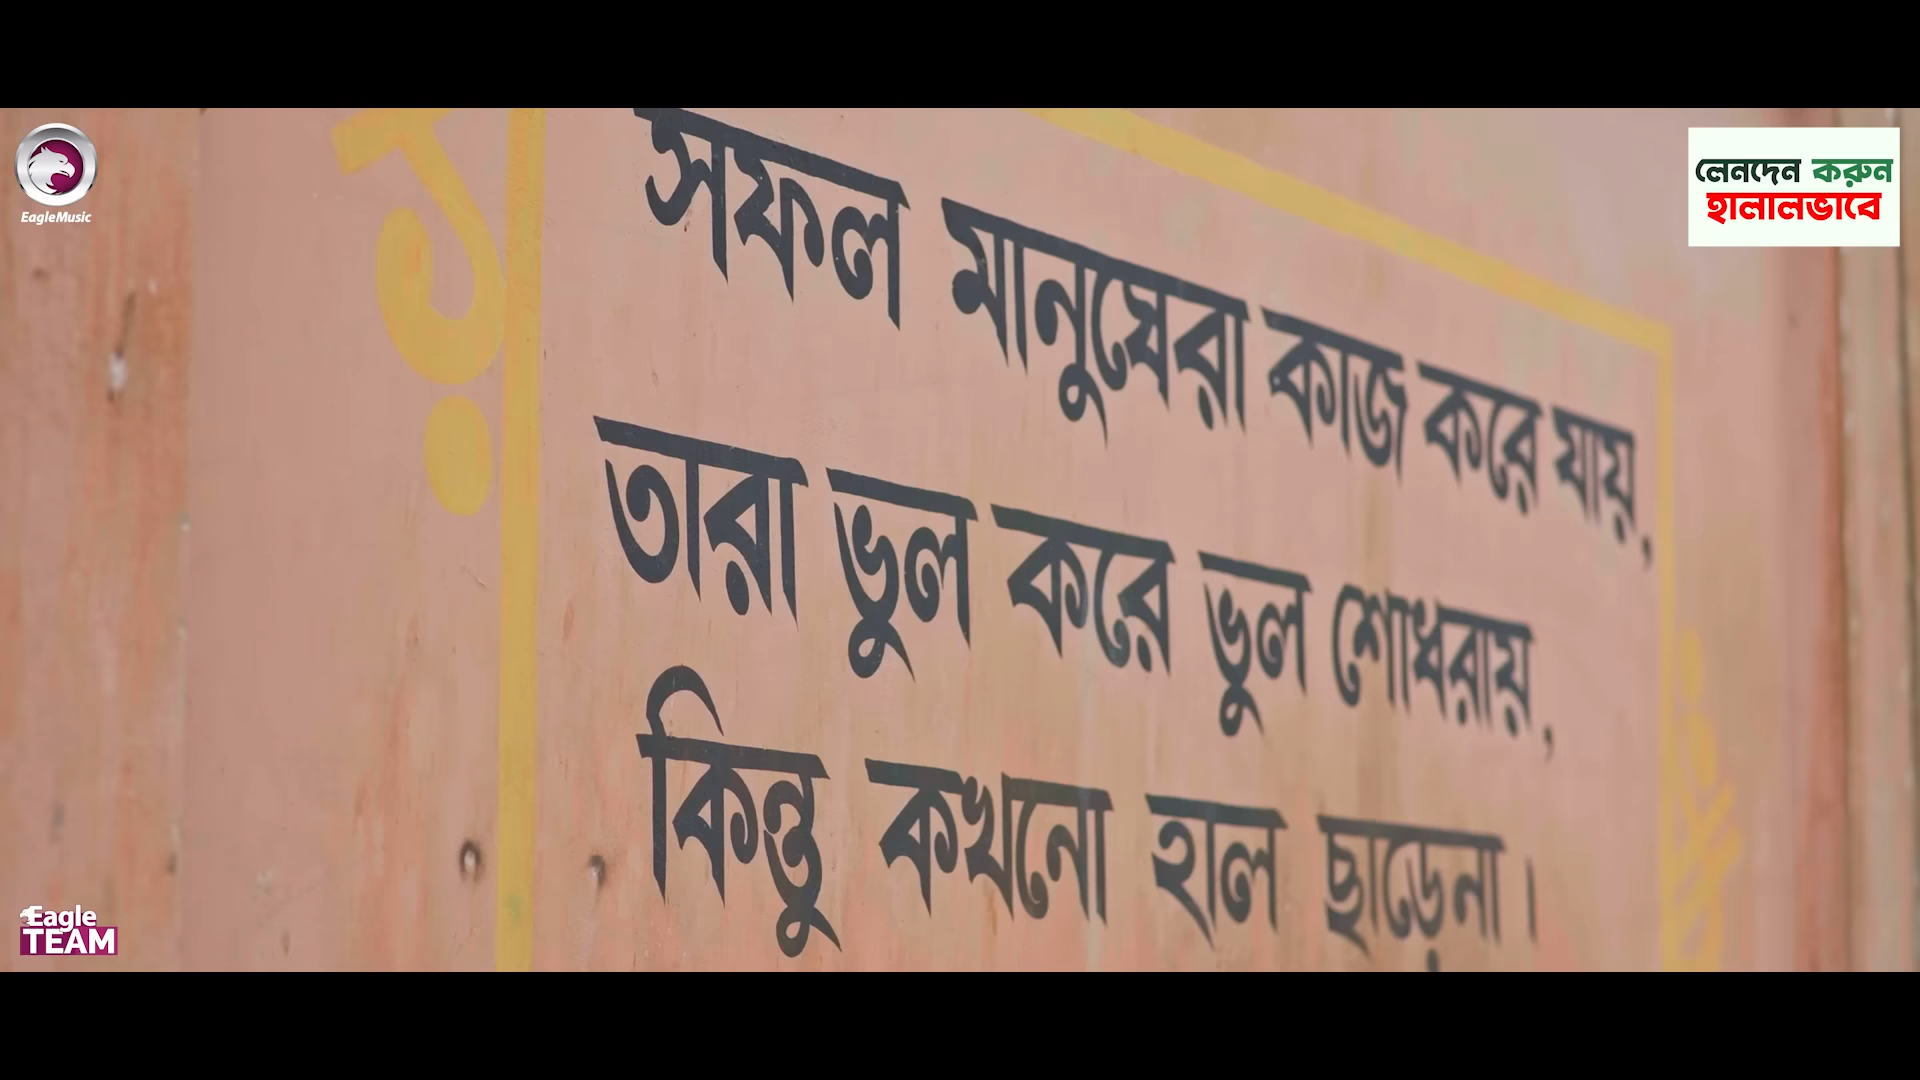 EagleMusic
লেনদেন করুন
হালালভাবে
সফল মানুষেরা কাজ করে যায়,
তারা ভুল করে ভুল শোধরায়,
কিন্তু কখনো হাল ছাড়েনা।
Eagle
TEAM